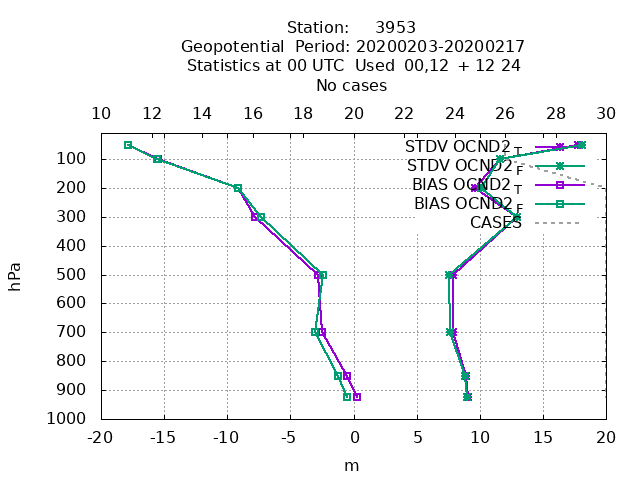 Station: 3953
Geopotential Period: 20200203-20200217
Statistics at 00 UTC Used 00,12 + 12 24
No cases
10 12 14 16 18 20 22 24 26 28 30
STDV OCND2_T
STDV OCND2_F
BIAS OCND2_T
BIAS OCND2_F
CASES
hPa
100
200
300
400
500
600
700
800
900
1000
-20 -15 -10 -5 0 5 10 15 20
m